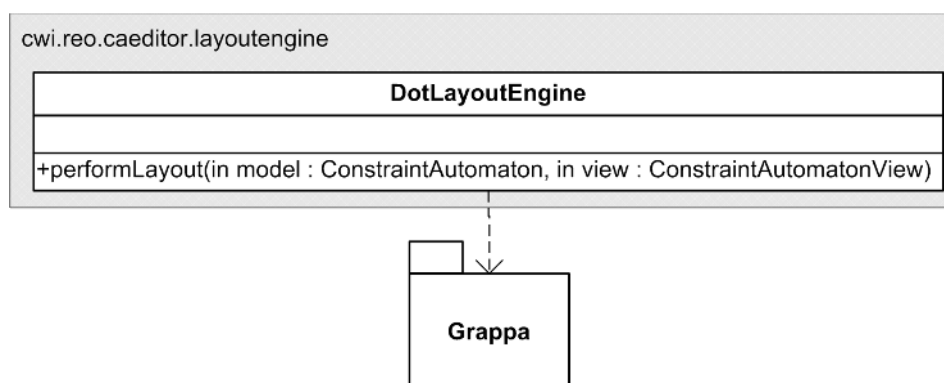 cwi.reo.caeditor.layoutengine
DotLayoutEngine
+performLayout(in model : ConstraintAutomaton, in view : ConstraintAutomatonView)
Grappa